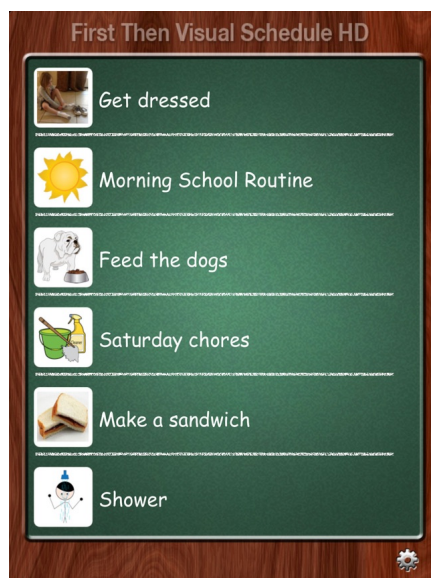 First Then Visual Schedule HD
Get dressed
Morning School Routine
Feed the dogs
Saturday chores
Make a sandwich
Shower